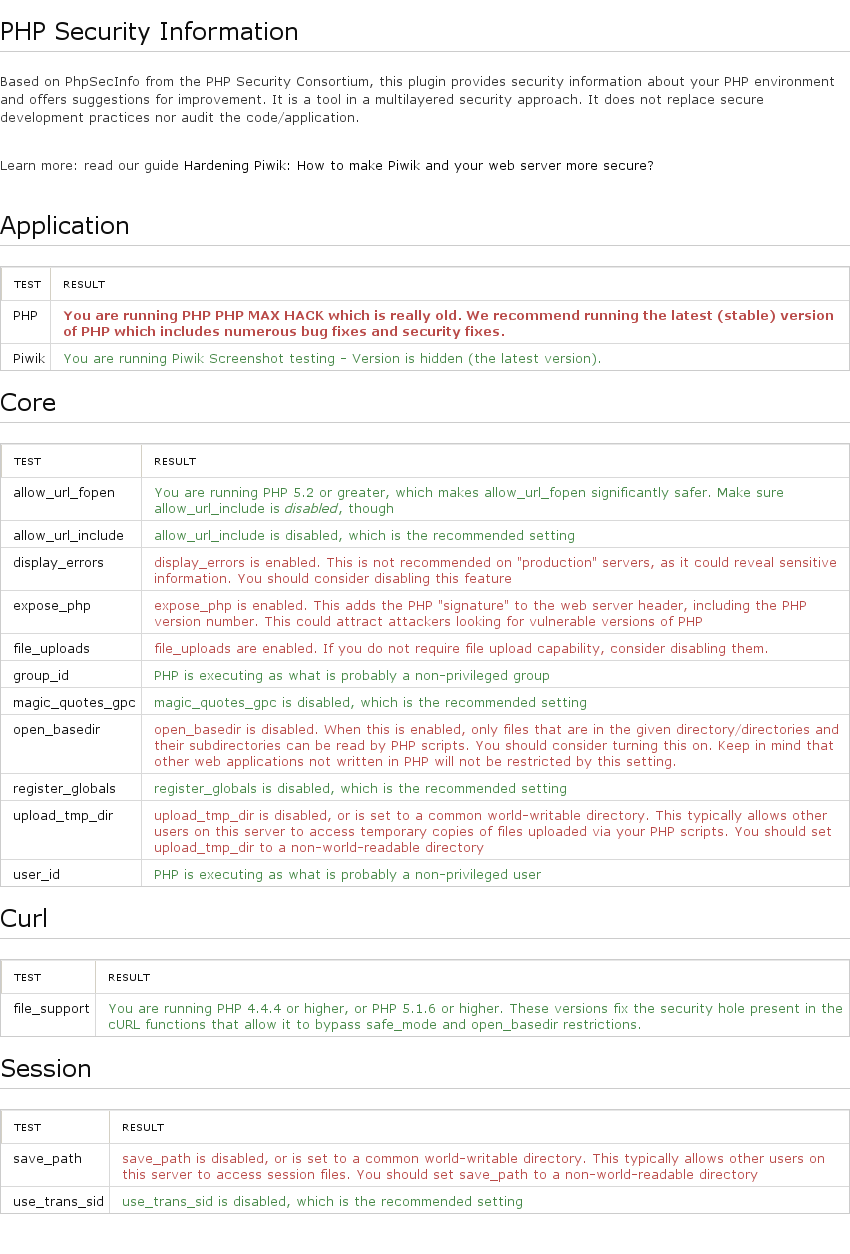 PHP Security Information
Based on PhpSecInfo from the PHP Security Consortium, this plugin provides security information about your PHP environment
and offers suggestions for improvement. It is a tool in a multilayered security approach. It does not replace secure
development practices nor audit the code/application.
Learn more: read our guide Hardening Piwik: How to make Piwik and your web server more secure?
Application
TEST RESULT
PHP You are running PHP PHP MAX HACK which is really old. We recommend running the latest (stable) version
of PHP which includes numerous bug fixes and security fixes.
Piwik You are running Piwik Screenshot testing - Version is hidden (the latest version).
Core
TEST RESULT
allow_url_fopen You are running PHP 5.2 or greater, which makes allow_url_fopen significantly safer. Make sure
allow_url_include is disabled, though
allow_url_include allow_url_include is disabled, which is the recommended setting
display_errors display_errors is enabled. This is not recommended on "production" servers, as it could reveal sensitive
information. You should consider disabling this feature
expose_php expose_php is enabled. This adds the PHP "signature" to the web server header, including the PHP
version number. This could attract attackers looking for vulnerable versions of PHP
file_uploads file_uploads are enabled. If you do not require file upload capability, consider disabling them.
group_id PHP is executing as what is probably a non-privileged group
magic_quotes_gpc magic_quotes_gpc is disabled, which is the recommended setting
open_basedir open_basedir is disabled. When this is enabled, only files that are in the given directory/directories and
their subdirectories can be read by PHP scripts. You should consider turning this on. Keep in mind that
other web applications not written in PHP will not be restricted by this setting.
register_globals register_globals is disabled, which is the recommended setting
upload_tmp_dir upload_tmp_dir is disabled, or is set to a common world-writable directory. This typically allows other
users on this server to access temporary copies of files uploaded via your PHP scripts. You should set
upload_tmp_dir to a non-world-readable directory
user_id PHP is executing as what is probably a non-privileged user
Curl
TEST RESULT
file_support You are running PHP 4.4.4 or higher, or PHP 5.1.6 or higher. These versions fix the security hole present in the
cURL functions that allow it to bypass safe_mode and open_basedir restrictions.
Session
TEST RESULT
save_path save_path is disabled, or is set to a common world-writable directory. This typically allows other users on
this server to access session files. You should set save_path to a non-world-readable directory
use_trans_sid use_trans_sid is disabled, which is the recommended setting